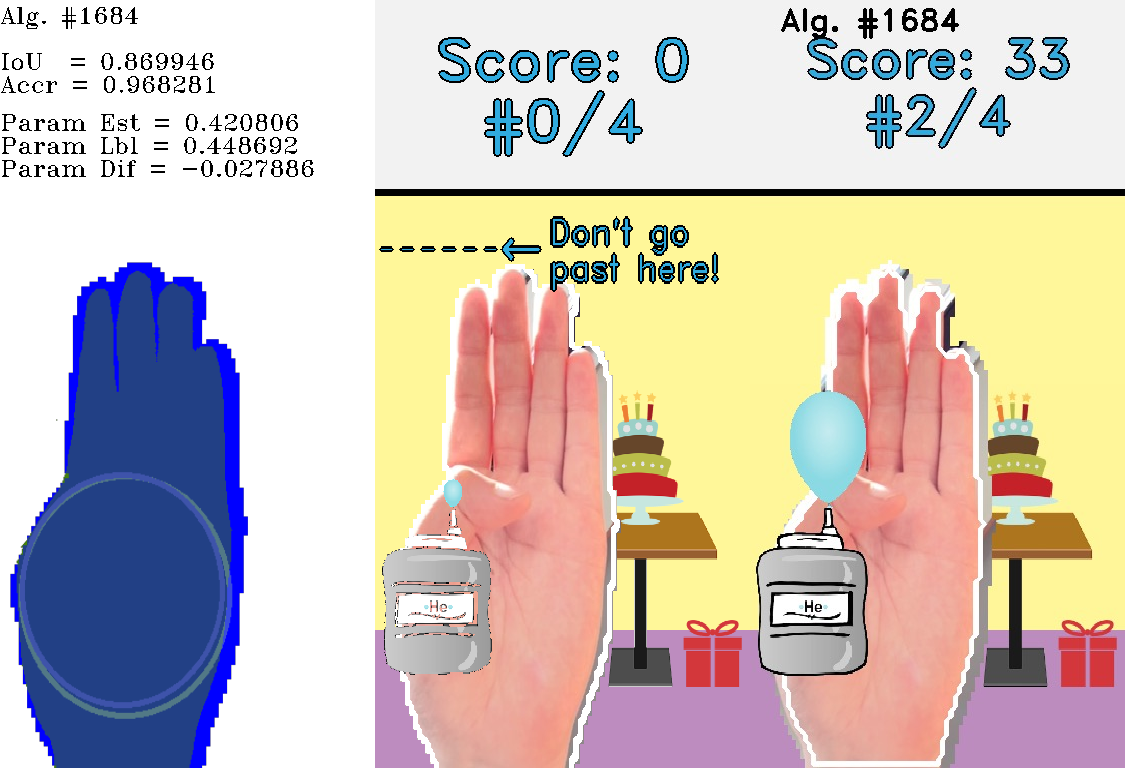 Alg. #1684
IoU = 0.869946
Accr = 0.968281
Param Est = 0.420806
Param Lbl = 0.448692
Param Dif = −0.027886
Score: 0
#0/4
Don't go
past here!
He
Alg. #1684
Score: 33
#2/4
He